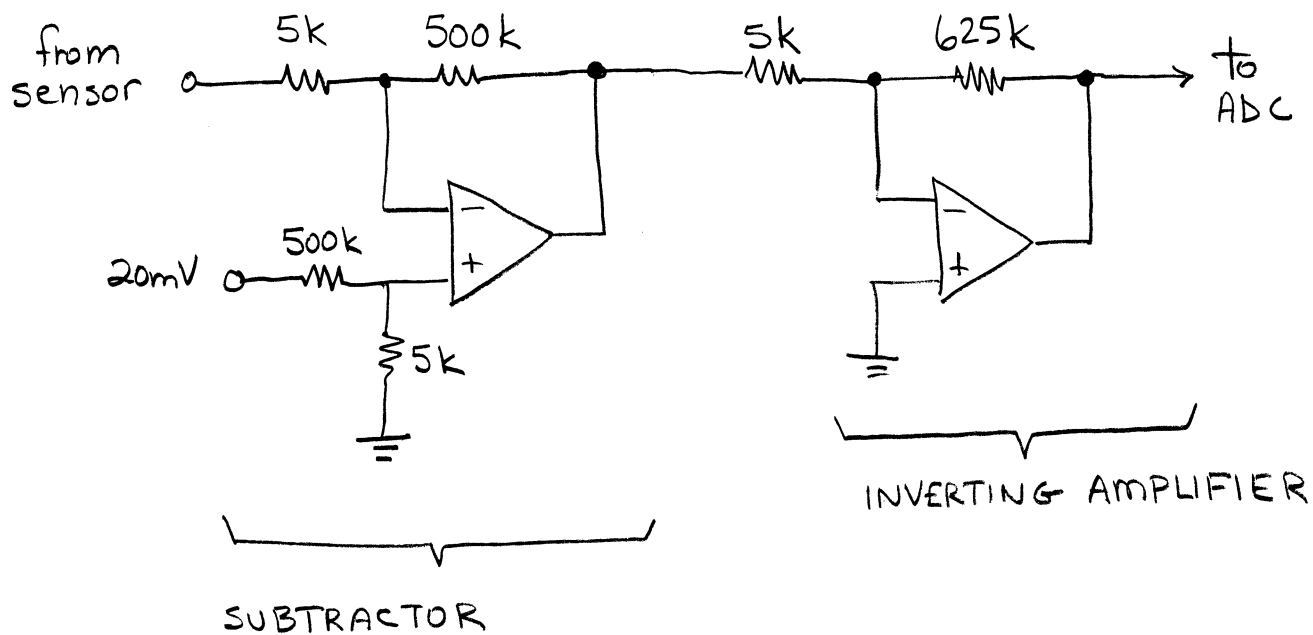 from
sensor
5k
500k
5k
625k
to
ADC
−
+
−
+
500k
20mV
5k
INVERTING AMPLIFIER
SUBTRACTOR